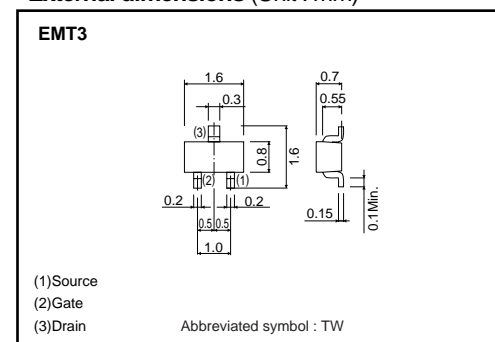 External dimensions (Unit : mm)
EMT3
1.6
0.3
(3)
0.8
1.6
(2)
(1)
0.2
0.2
0.5
0.5
1.0
0.7
0.55
0.15
0.1Min.
(1)Source
(2)Gate
(3)Drain
Abbreviated symbol : TW